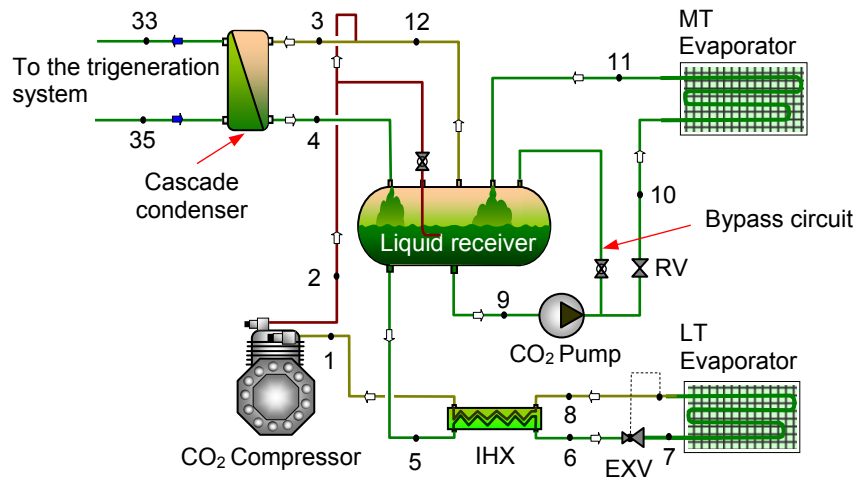 33
3
12
11
MT
Evaporator
To the trigeneration
system
35
4
Cascade
condenser
10
Liquid receiver
Bypass circuit
RV
2
9
CO₂ Pump
LT
Evaporator
1
8
CO₂ Compressor
5
IHX
6
EXV
7